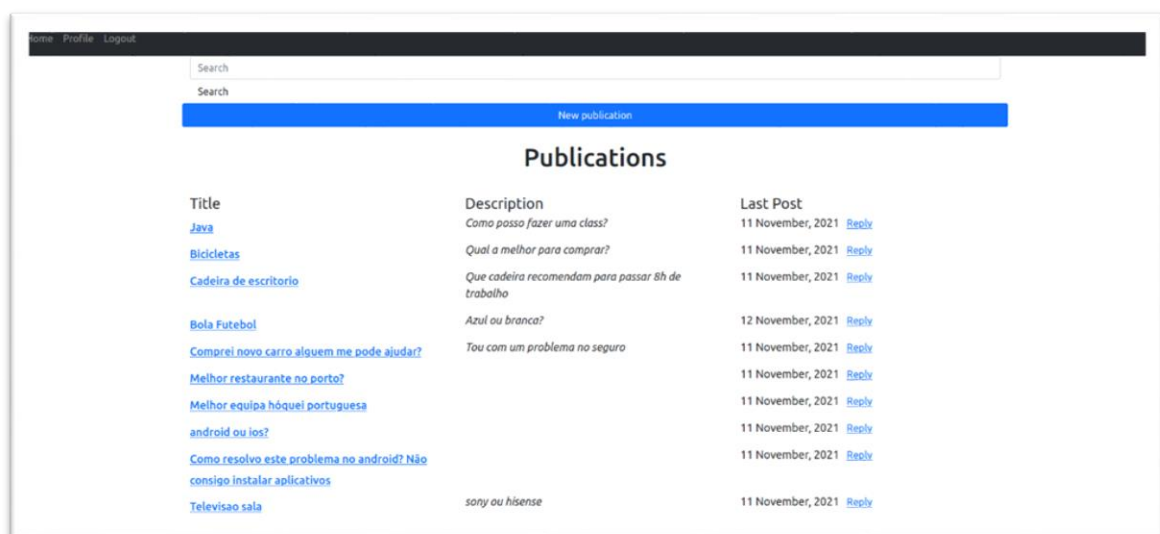 Home Profile Logout
Search
Search
New publication
Publications
Title Description Last Post
Java Como posso fazer uma class? 11 November, 2021 Reply
Bicicletas Qual a melhor para comprar? 11 November, 2021 Reply
Cadeira de escritorio Que cadeira recomendam para passar 8h de 11 November, 2021 Reply
trabalho
Bola Futebol Azul ou branca? 12 November, 2021 Reply
Comprei novo carro alguem me pode ajudar? Tou com um problema no seguro 11 November, 2021 Reply
Melhor restaurante no porto? 11 November, 2021 Reply
Melhor equipa hóquei portuguesa 11 November, 2021 Reply
android ou ios? 11 November, 2021 Reply
Como resolvo este problema no android? Não 11 November, 2021 Reply
consigo instalar aplicativos
Televisao sala sony ou hisense 11 November, 2021 Reply